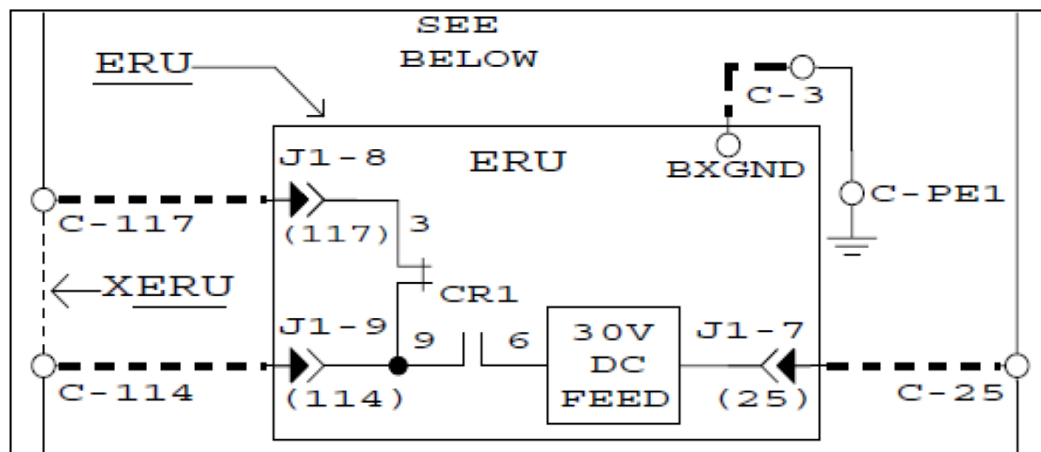 SEE
BELOW
ERU
C-3
J1-8
ERU
BXGND
C-PE1
C-117
(117)
3
XERU
CR1
J1-9
9
6
30V
DC
FEED
J1-7
C-114
(114)
(25)
C-25